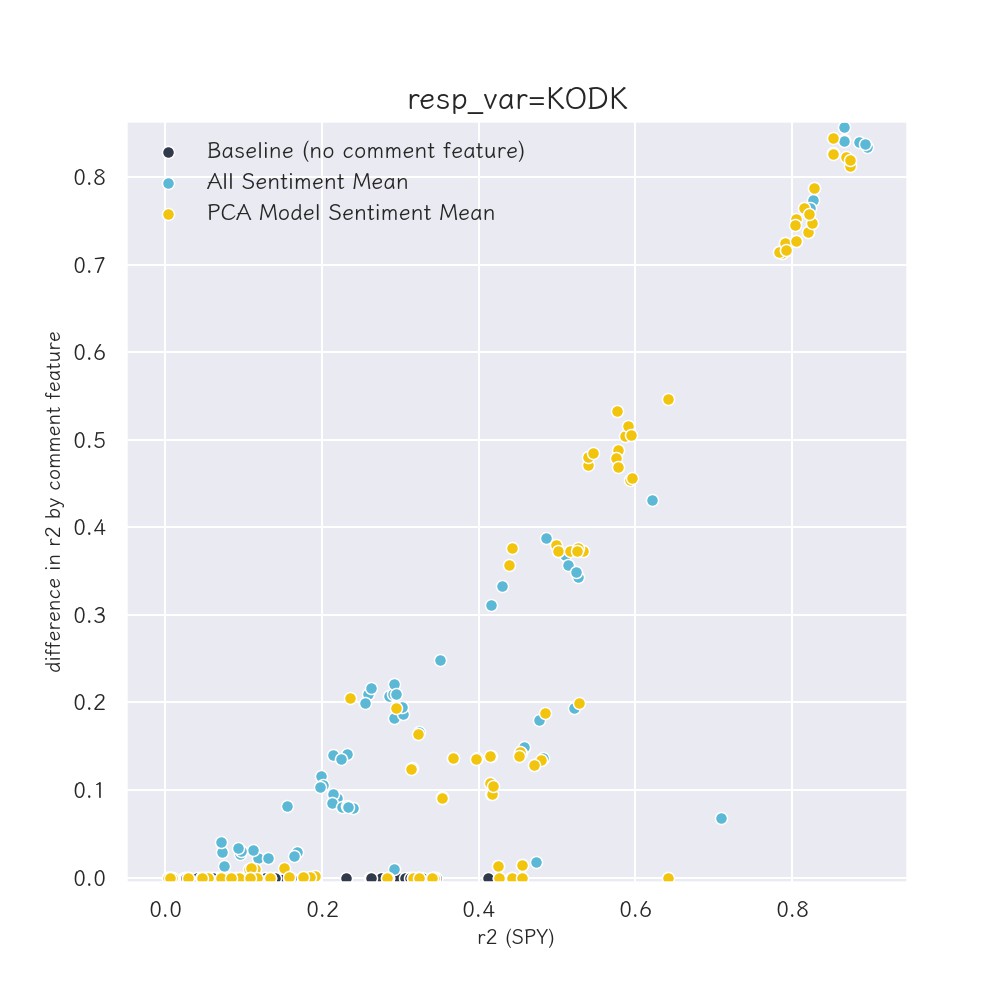 resp_var=KODK
Baseline (no comment feature)
All Sentiment Mean
PCA Model Sentiment Mean
difference in r2 by comment feature
0.8
0.7
0.6
0.5
0.4
0.3
0.2
0.1
0.0
0.0 0.2 0.4 0.6 0.8
r2 (SPY)